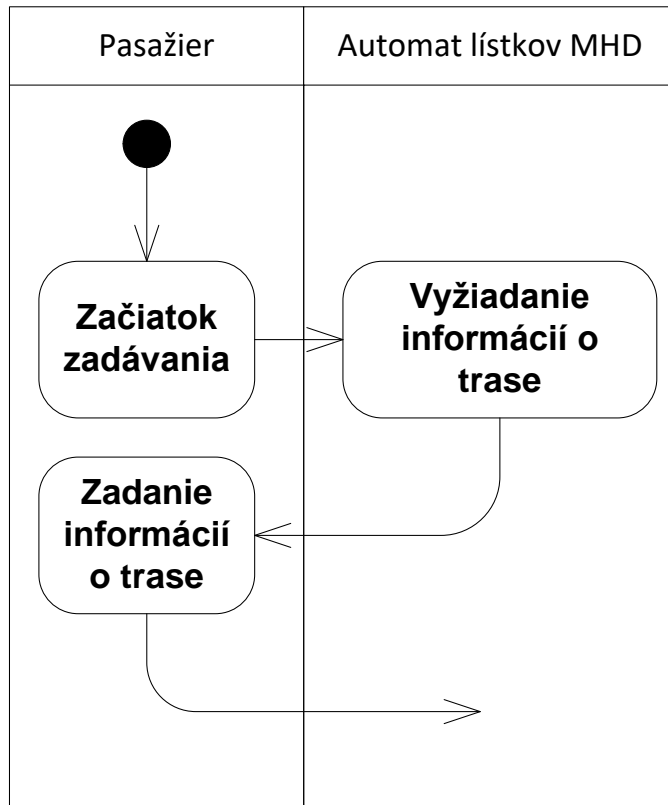 Pasažier
Automat lístkov MHD
Začiatok
zadávania
Vyžiadanie
informácií o
trase
Zadanie
informácií
o trase